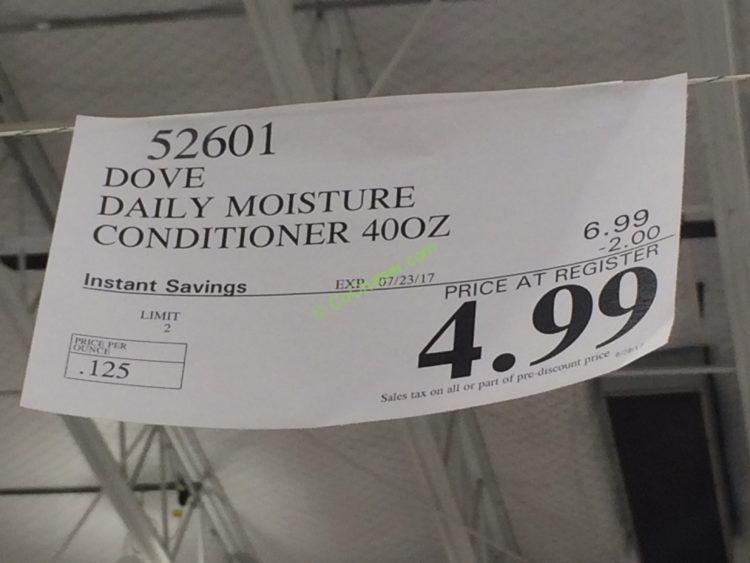 52601
DOVE
DAILY MOISTURE
CONDITIONER 40OZ
6.99
-2.00
Instant Savings EXP. 07/23/17 PRICE AT REGISTER
LIMIT
2
4.99
PRICE PER
OUNCE
.125
Sales tax on all or part of pre-discount price